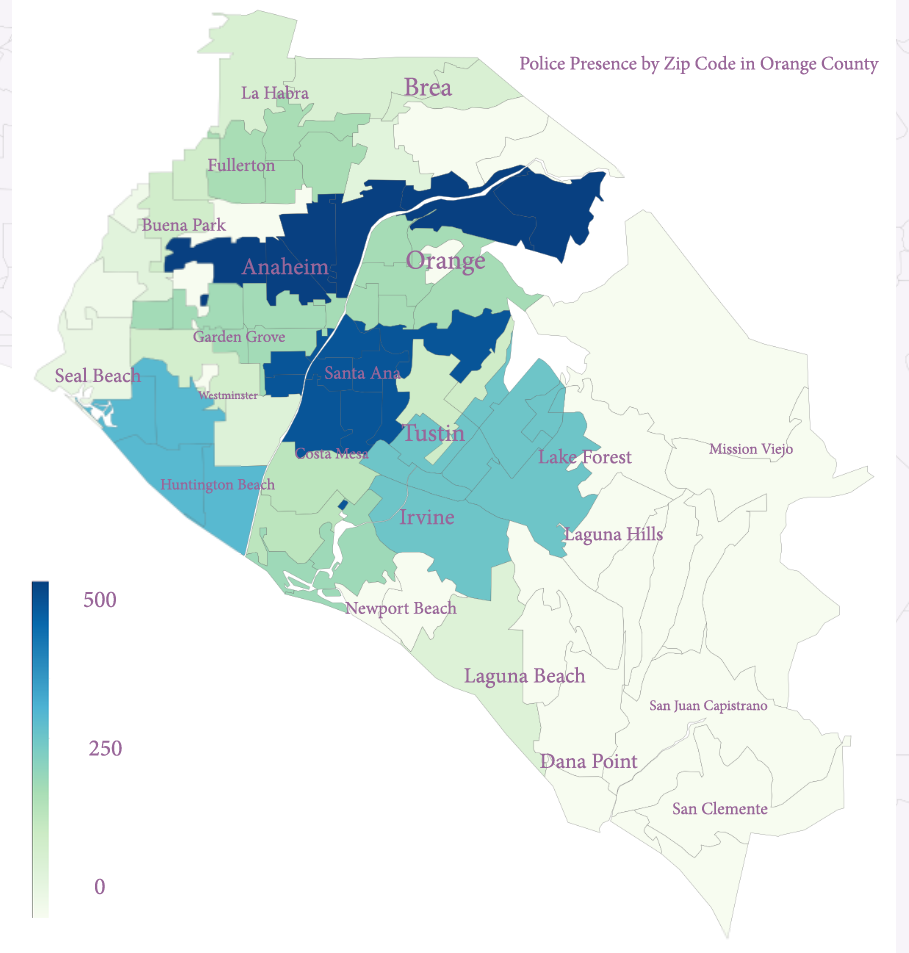 Police Presence by Zip Code in Orange County
Brea
La Habra
Fullerton
Buena Park
Orange
Anaheim
Garden Grove
Santa Ana
Seal Beach
Westminster
Tustin
Mission Viejo
Costa Mesa
Lake Forest
Huntington Beach
Irvine
Laguna Hills
500
Newport Beach
Laguna Beach
San Juan Capistrano
250
Dana Point
San Clemente
0